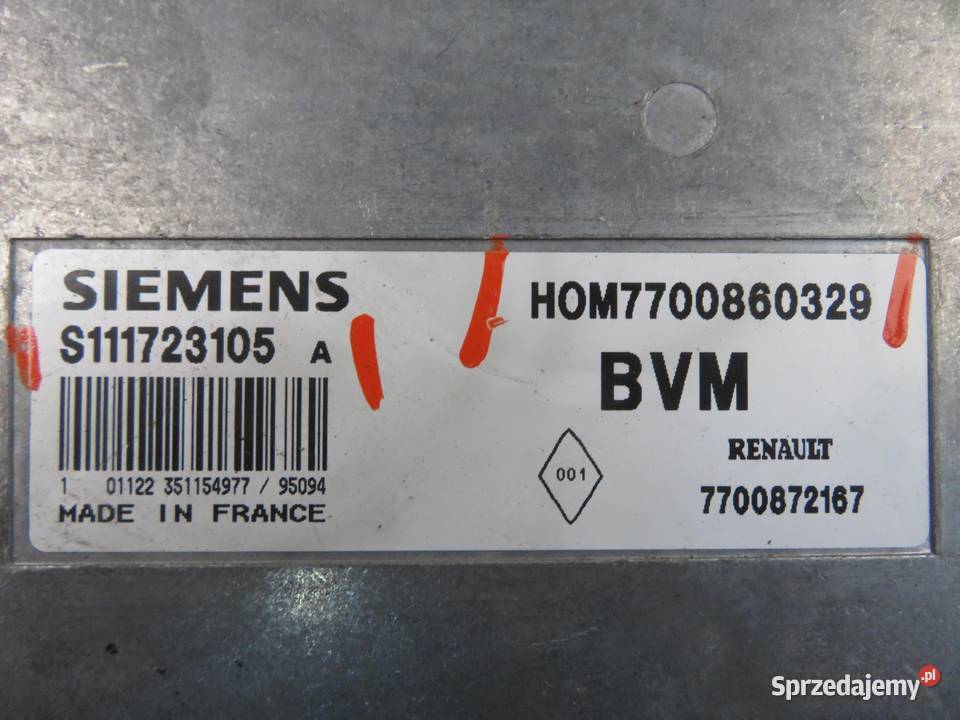 SIEMENS
S111723105 A
1 01122 351154977 / 95094
MADE IN FRANCE
HOM7700860329
BVM
001
RENAULT
7700872167
Sprzedajemy.pl